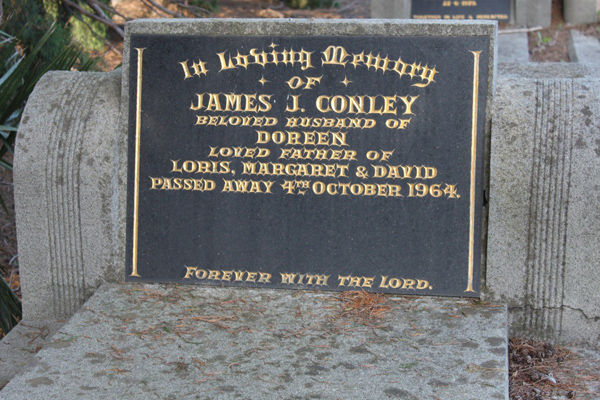 In Loving Memory
OF
JAMES J. CONLEY
BELOVED HUSBAND OF
DOREEN
LOVED FATHER OF
LORIS, MARGARET & DAVID
PASSED AWAY 4TH OCTOBER 1964.
FOREVER WITH THE LORD.